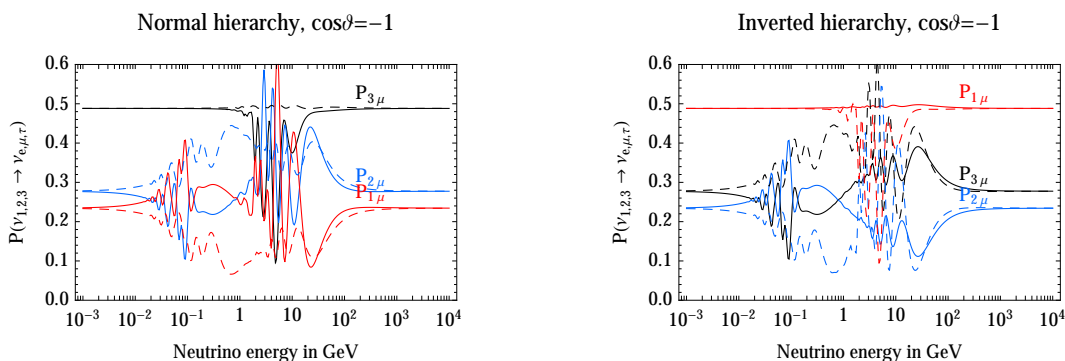 Normal hierarchy, cosϑ=−1
P(ν₁,₂,₃ → νₑ,μ,τ)
0.6
0.5
0.4
0.3
0.2
0.1
0.0
P₃μ
P₂μ
P₁μ
10⁻³ 10⁻² 10⁻¹ 1 10 10² 10³ 10⁴
Neutrino energy in GeV
Inverted hierarchy, cosϑ=−1
P(ν₁,₂,₃ → νₑ,μ,τ)
0.6
0.5
0.4
0.3
0.2
0.1
0.0
P₁μ
P₃μ
P₂μ
10⁻³ 10⁻² 10⁻¹ 1 10 10² 10³ 10⁴
Neutrino energy in GeV